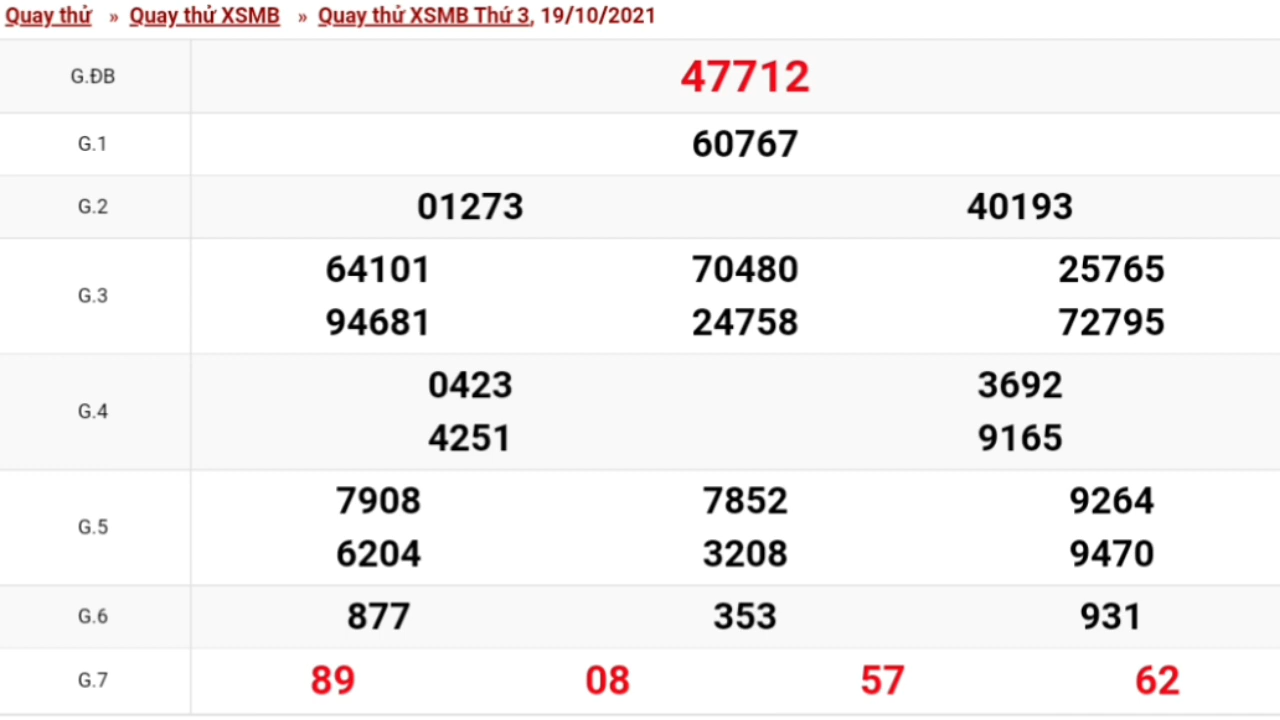 Quay thử » Quay thử XSMB » Quay thử XSMB Thứ 3, 19/10/2021
G.ĐB 47712
G.1 60767
G.2 01273 40193
G.3 64101 70480 25765
94681 24758 72795
G.4 0423 3692
4251 9165
G.5 7908 7852 9264
6204 3208 9470
G.6 877 353 931
G.7 89 08 57 62